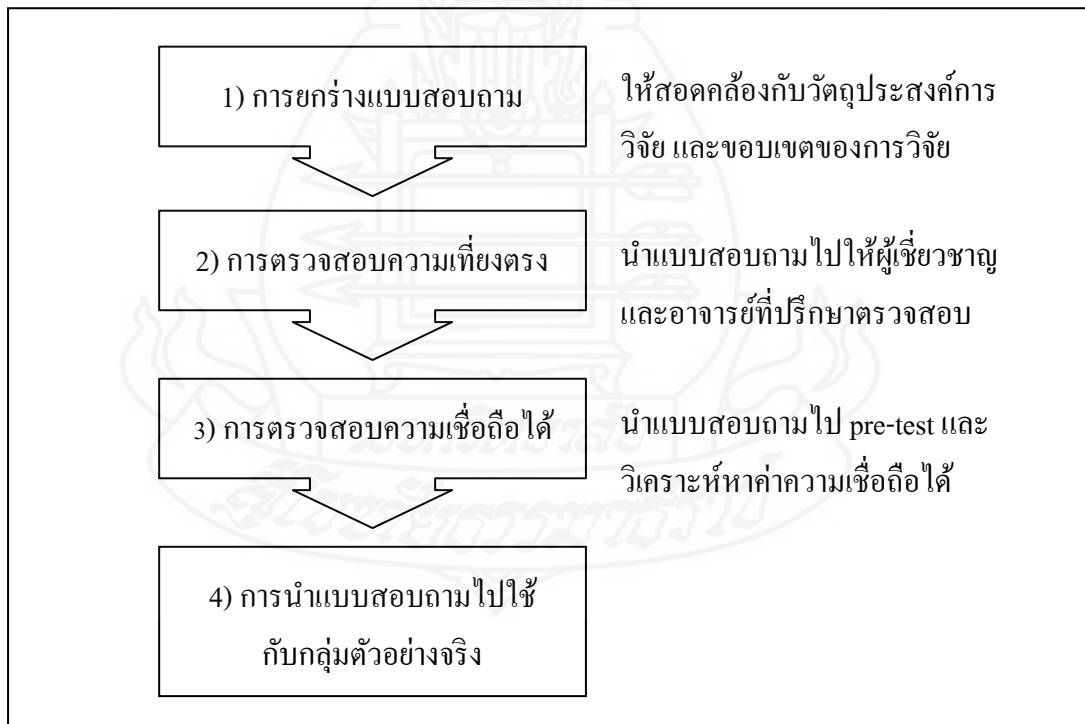 1) การยกร่างแบบสอบถาม
ให้สอดคล้องกับวัตถุประสงค์การ
วิจัย และขอบเขตของการวิจัย
2) การตรวจสอบความเที่ยงตรง
นำแบบสอบถามไปให้ผู้เชี่ยวชาญ
และอาจารย์ที่ปรึกษาตรวจสอบ
3) การตรวจสอบความเชื่อถือได้
นำแบบสอบถามไป pre-test และ
วิเคราะห์หาค่าความเชื่อถือได้
4) การนำแบบสอบถามไปใช้
กับกลุ่มตัวอย่างจริง